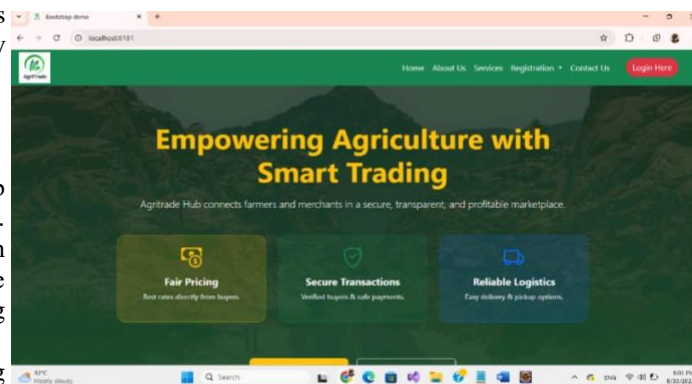 Bootstrap demo
localhost:8181
AgriTrade
Home About Us Services Registration Contact Us Login Here
Empowering Agriculture with
Smart Trading
Agritrade Hub connects farmers and merchants in a secure, transparent, and profitable marketplace.
Fair Pricing
Best rates directly from buyers.
Secure Transactions
Verified buyers & safe payments.
Reliable Logistics
Easy delivery & pickup options.
Mostly cloudy
Search
ENG